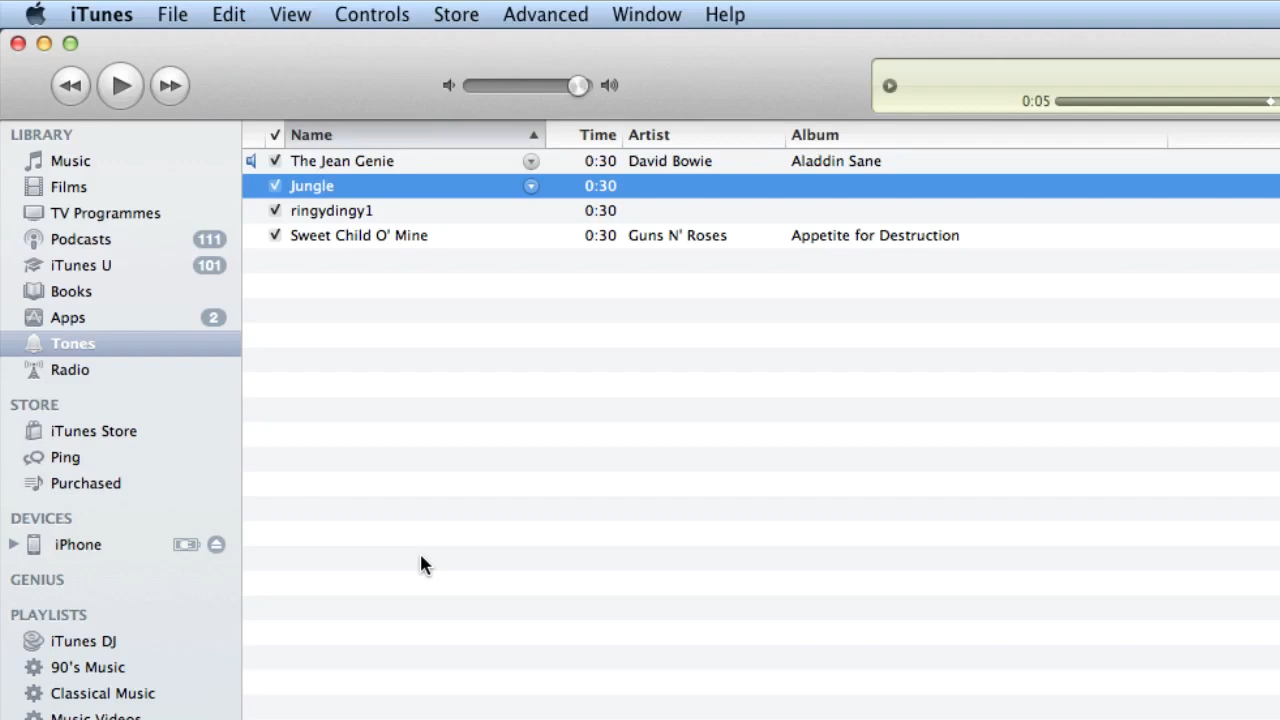 iTunes File Edit View Controls Store Advanced Window Help
0:05
LIBRARY
Music
Films
TV Programmes
Podcasts 111
iTunes U 101
Books
Apps 2
Tones
Radio
STORE
iTunes Store
Ping
Purchased
DEVICES
iPhone
GENIUS
PLAYLISTS
iTunes DJ
90's Music
Classical Music
Music Videos
Name Time Artist Album
The Jean Genie 0:30 David Bowie Aladdin Sane
Jungle 0:30
ringydingy1 0:30
Sweet Child O' Mine 0:30 Guns N' Roses Appetite for Destruction